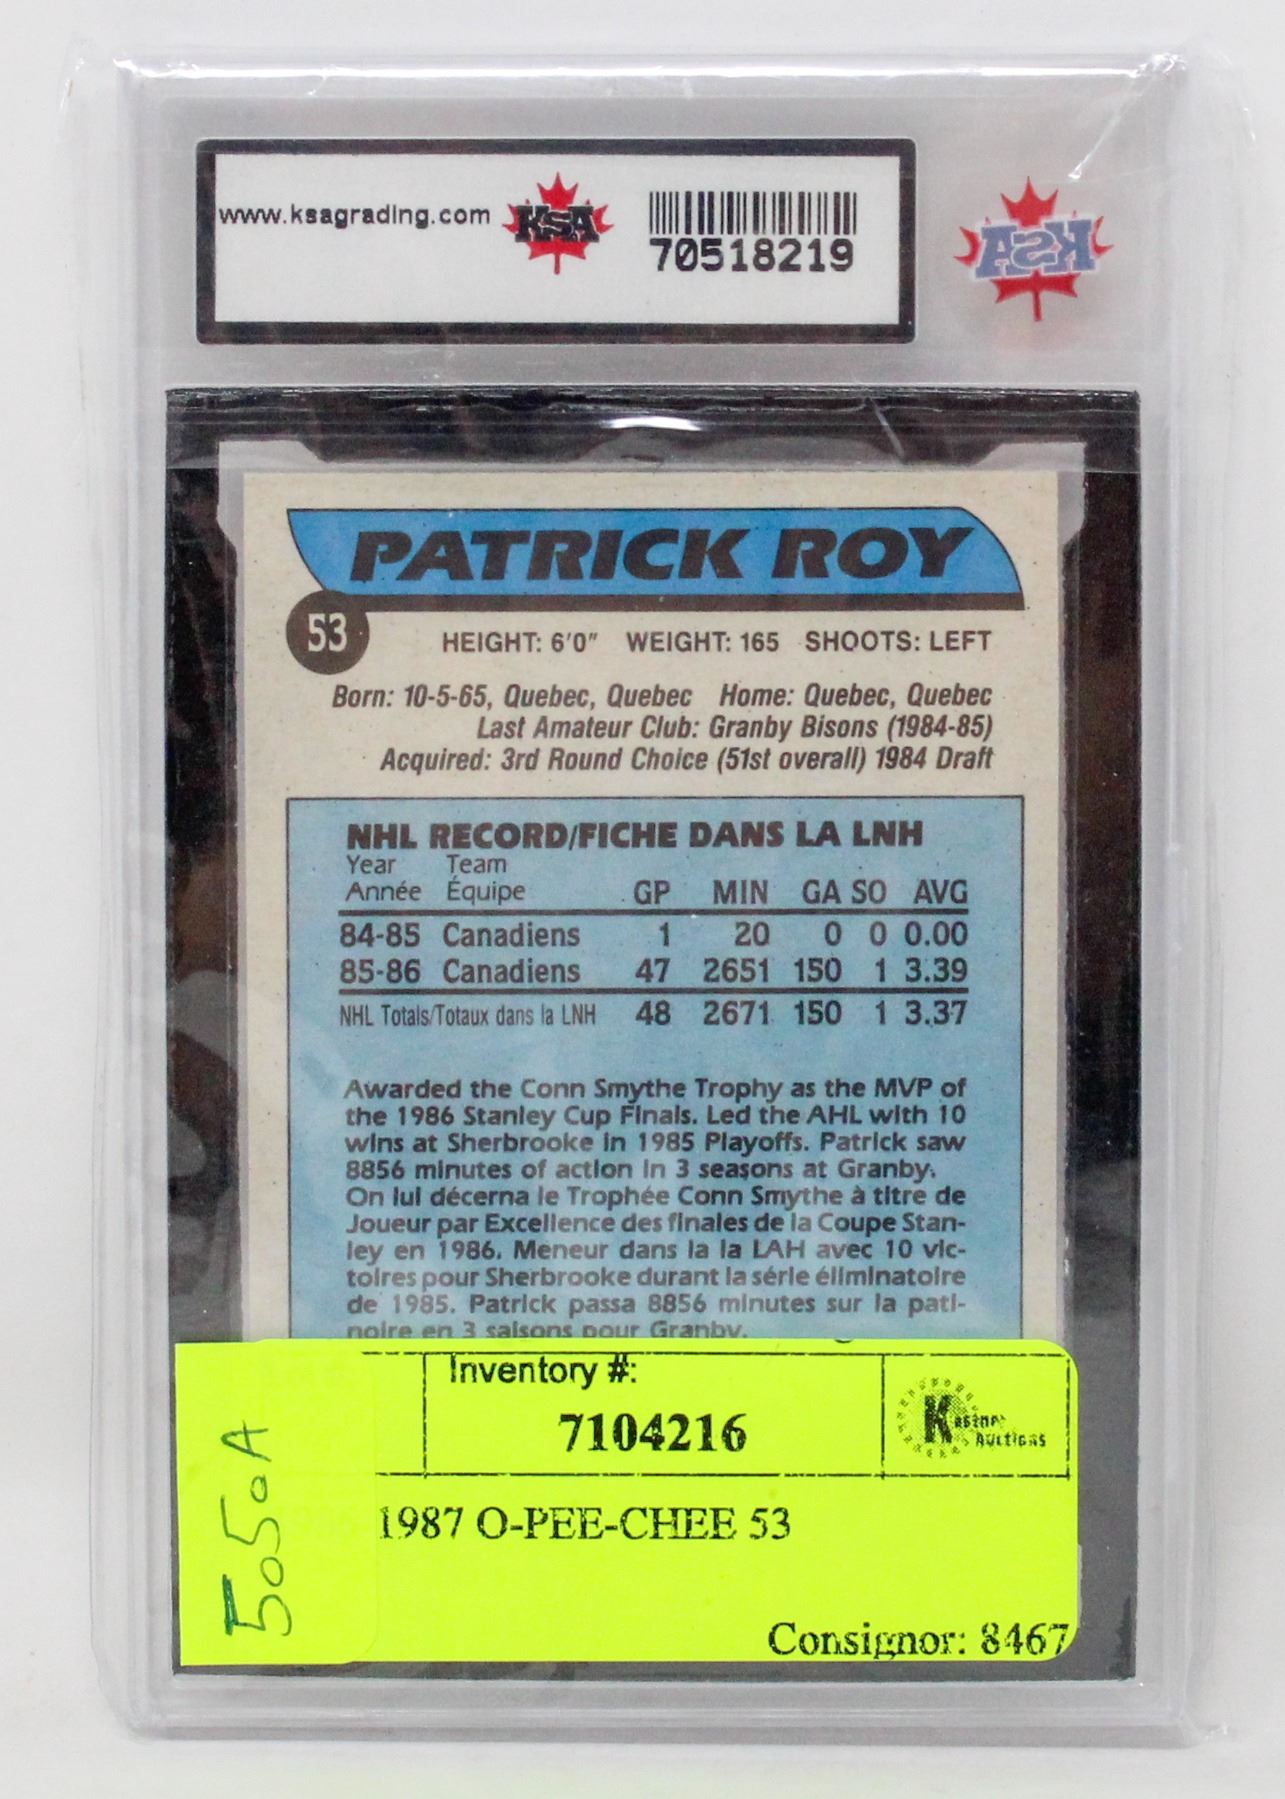 www.ksagrading.com
KSA
70518219
KSA
PATRICK ROY
53
HEIGHT: 6'0" WEIGHT: 165 SHOOTS: LEFT
Born: 10-5-65, Quebec, Quebec Home: Quebec, Quebec
Last Amateur Club: Granby Bisons (1984-85)
Acquired: 3rd Round Choice (51st overall) 1984 Draft
NHL RECORD/FICHE DANS LA LNH
Year Team
Année Équipe GP MIN GA SO AVG
84-85 Canadiens 1 20 0 0 0.00
85-86 Canadiens 47 2651 150 1 3.39
NHL Totals/Totaux dans la LNH 48 2671 150 1 3.37
Awarded the Conn Smythe Trophy as the MVP of
the 1986 Stanley Cup Finals. Led the AHL with 10
wins at Sherbrooke in 1985 Playoffs. Patrick saw
8856 minutes of action in 3 seasons at Granby.
On lui décerna le Trophée Conn Smythe à titre de
Joueur par Excellence des finales de la Coupe Stan-
ley en 1986. Meneur dans la la LAH avec 10 vic-
toires pour Sherbrooke durant la série éliminatoire
de 1985. Patrick passa 8856 minutes sur la pati-
noire en 3 saisons pour Granby.
Inventory #:
7104216
Kastner
Auctions
5050A
1987 O-PEE-CHEE 53
Consignor: 8467